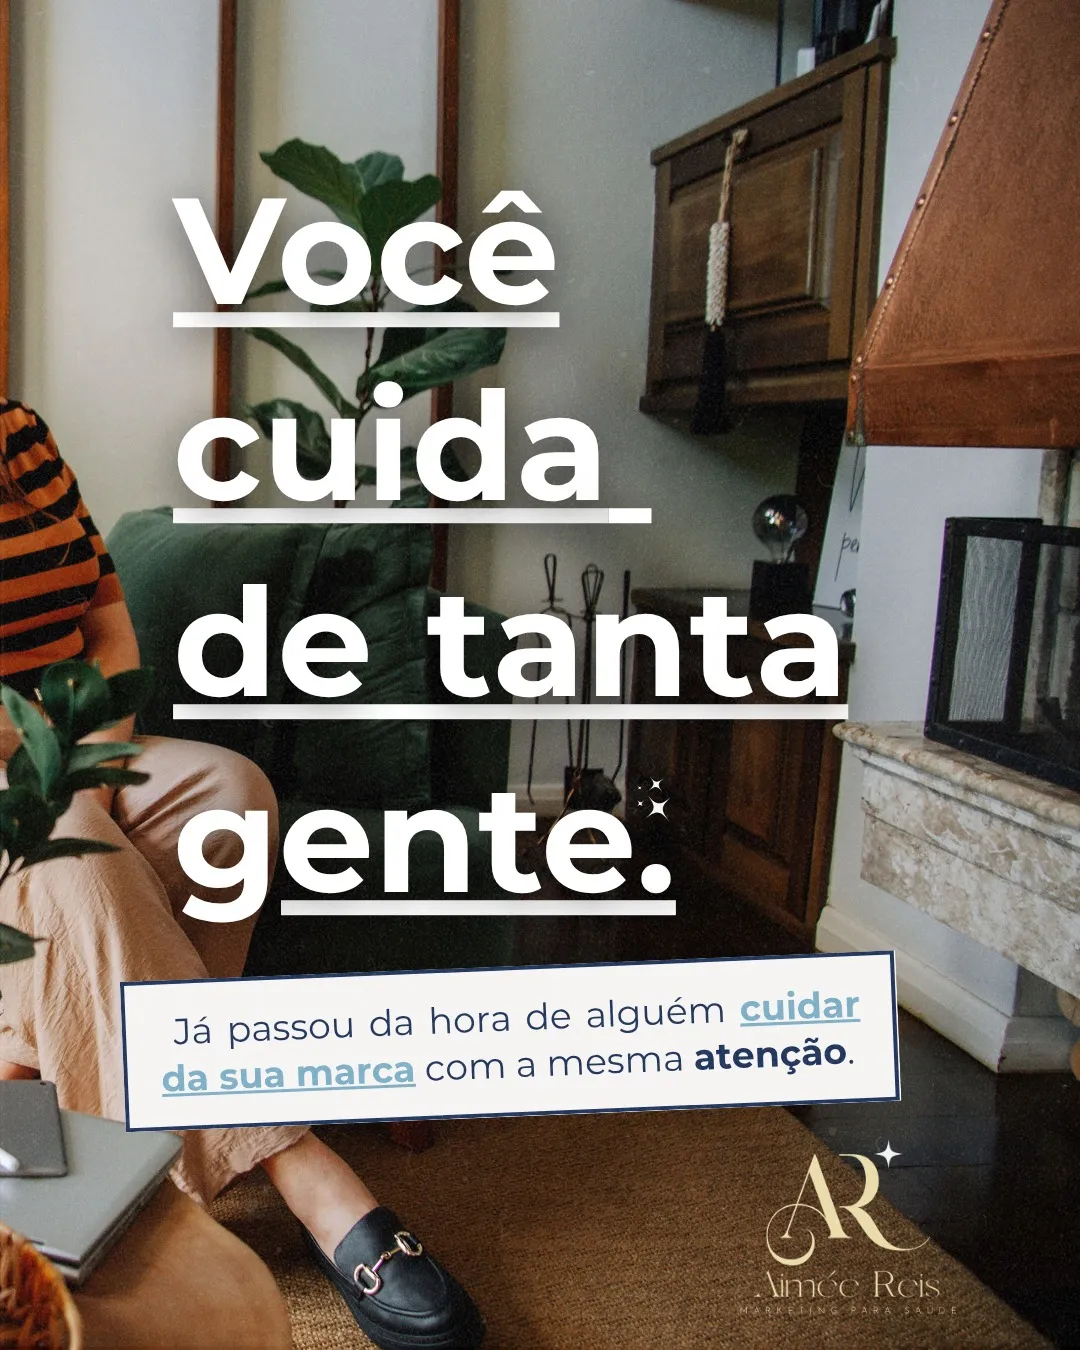 Você
cuida
de tanta
gente.
Já passou da hora de alguém cuidar
da sua marca com a mesma atenção.
AR
Aimée Reis
MARKETING PARA SAÚDE